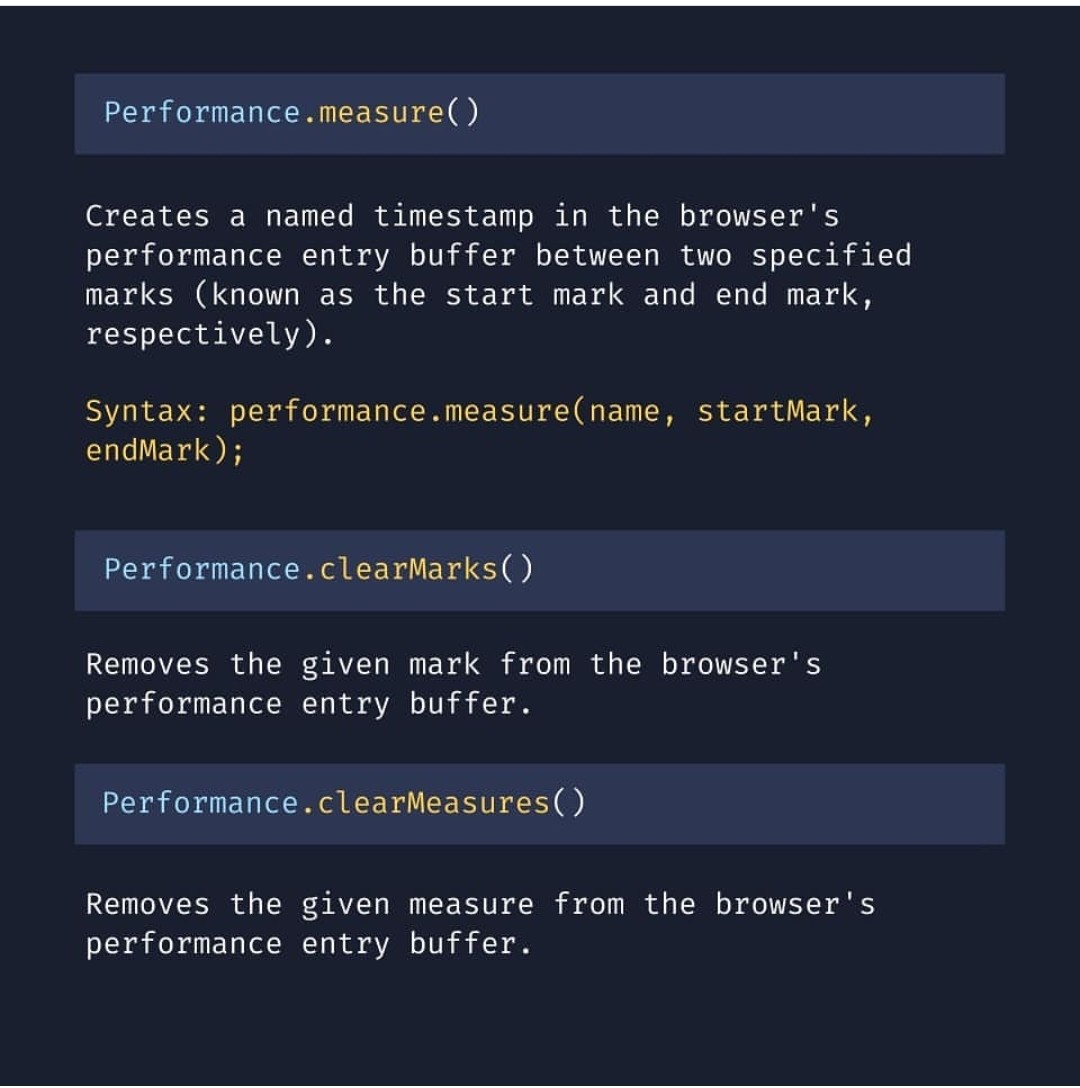 Performance.measure()
Creates a named timestamp in the browser's
performance entry buffer between two specified
marks (known as the start mark and end mark,
respectively).
Syntax: performance.measure(name, startMark,
endMark);
Performance.clearMarks()
Removes the given mark from the browser's
performance entry buffer.
Performance.clearMeasures()
Removes the given measure from the browser's
performance entry buffer.